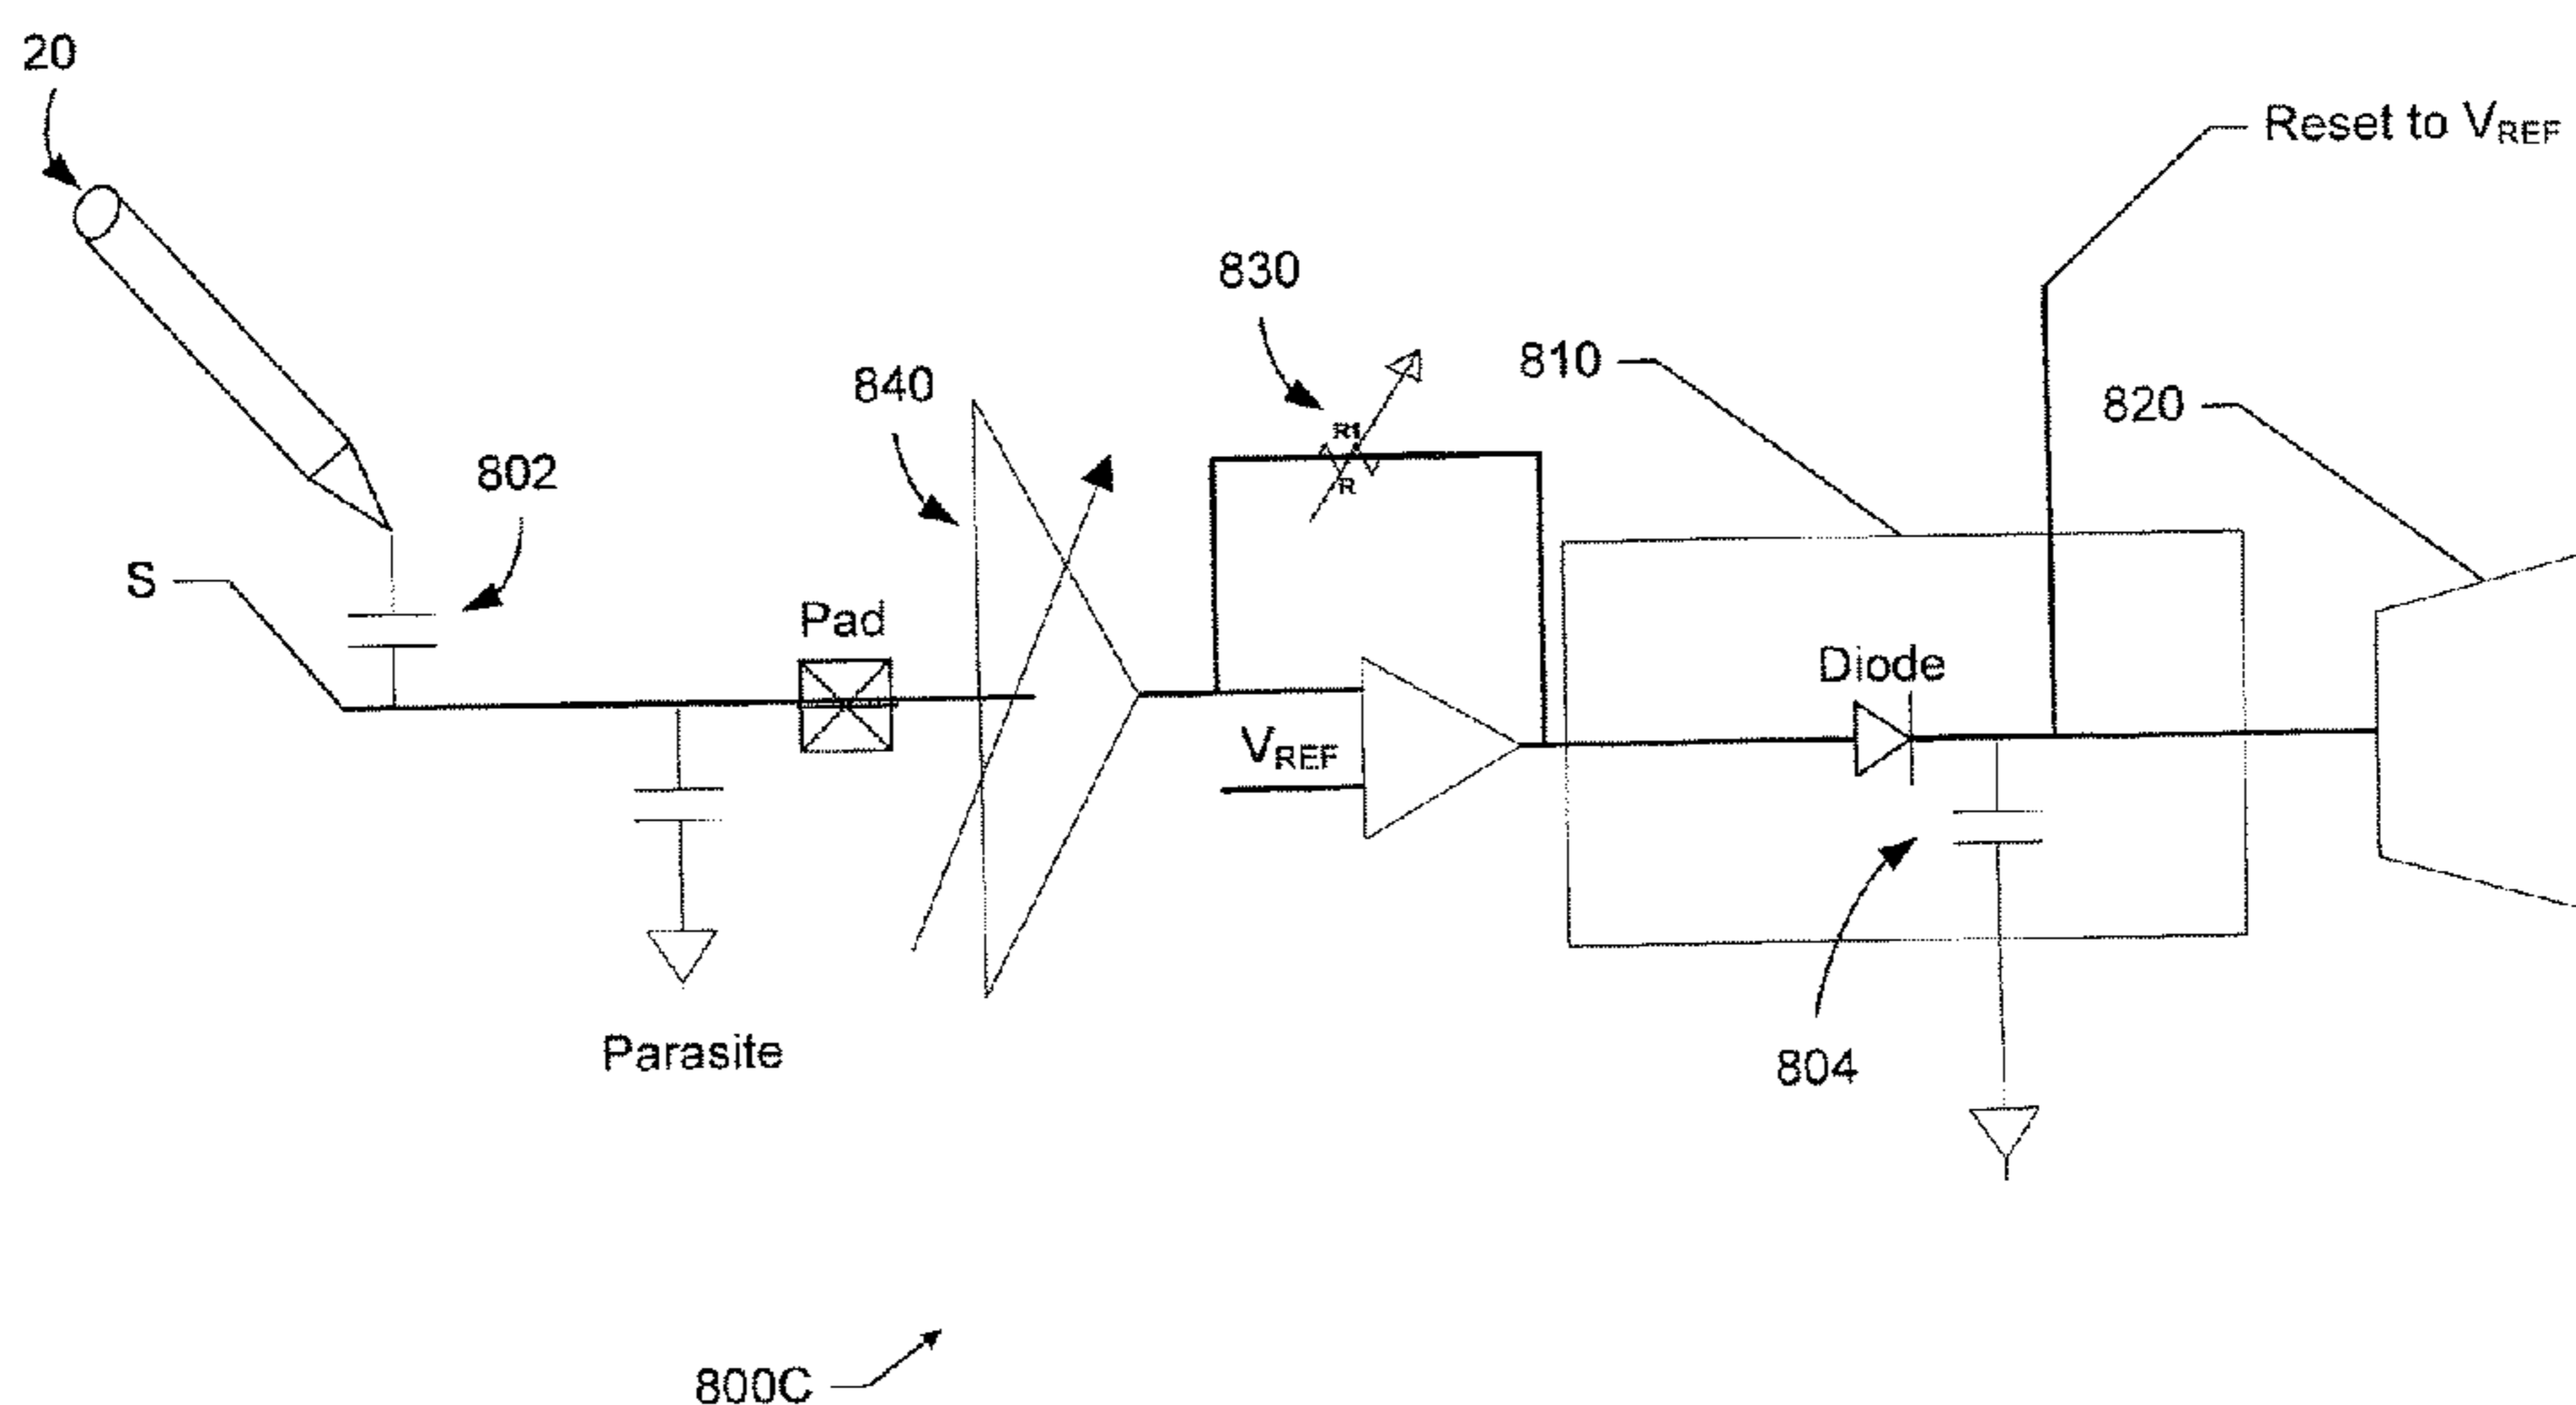 20
Reset to VREF
830
810
840
820
R1
802
R
S
Pad
Diode
VREF
Parasite
804
800C